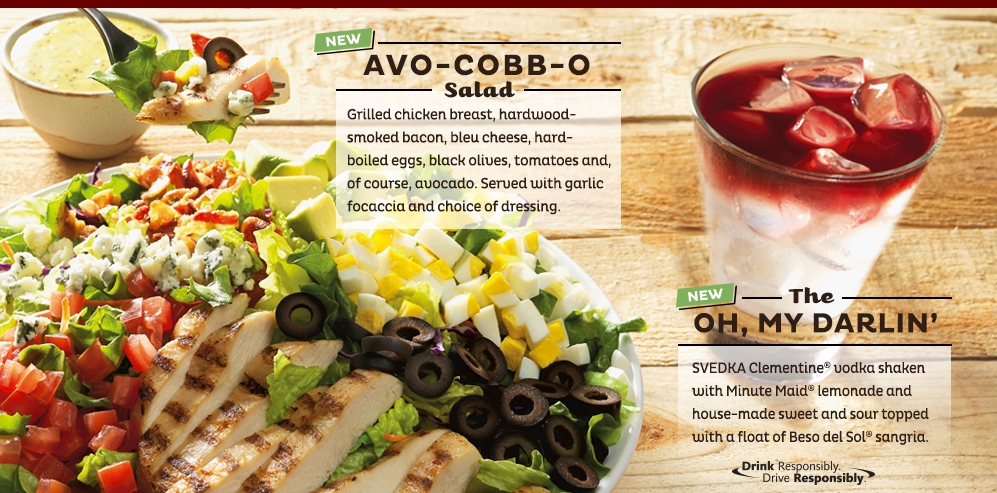 NEW
AVO-COBB-O
Salad
Grilled chicken breast, hardwood-
smoked bacon, bleu cheese, hard-
boiled eggs, black olives, tomatoes and,
of course, avocado. Served with garlic
focaccia and choice of dressing.
NEW
The
OH, MY DARLIN'
SVEDKA Clementine® vodka shaken
with Minute Maid® lemonade and
house-made sweet and sour topped
with a float of Beso del Sol® sangria.
Drink Responsibly.
Drive Responsibly.